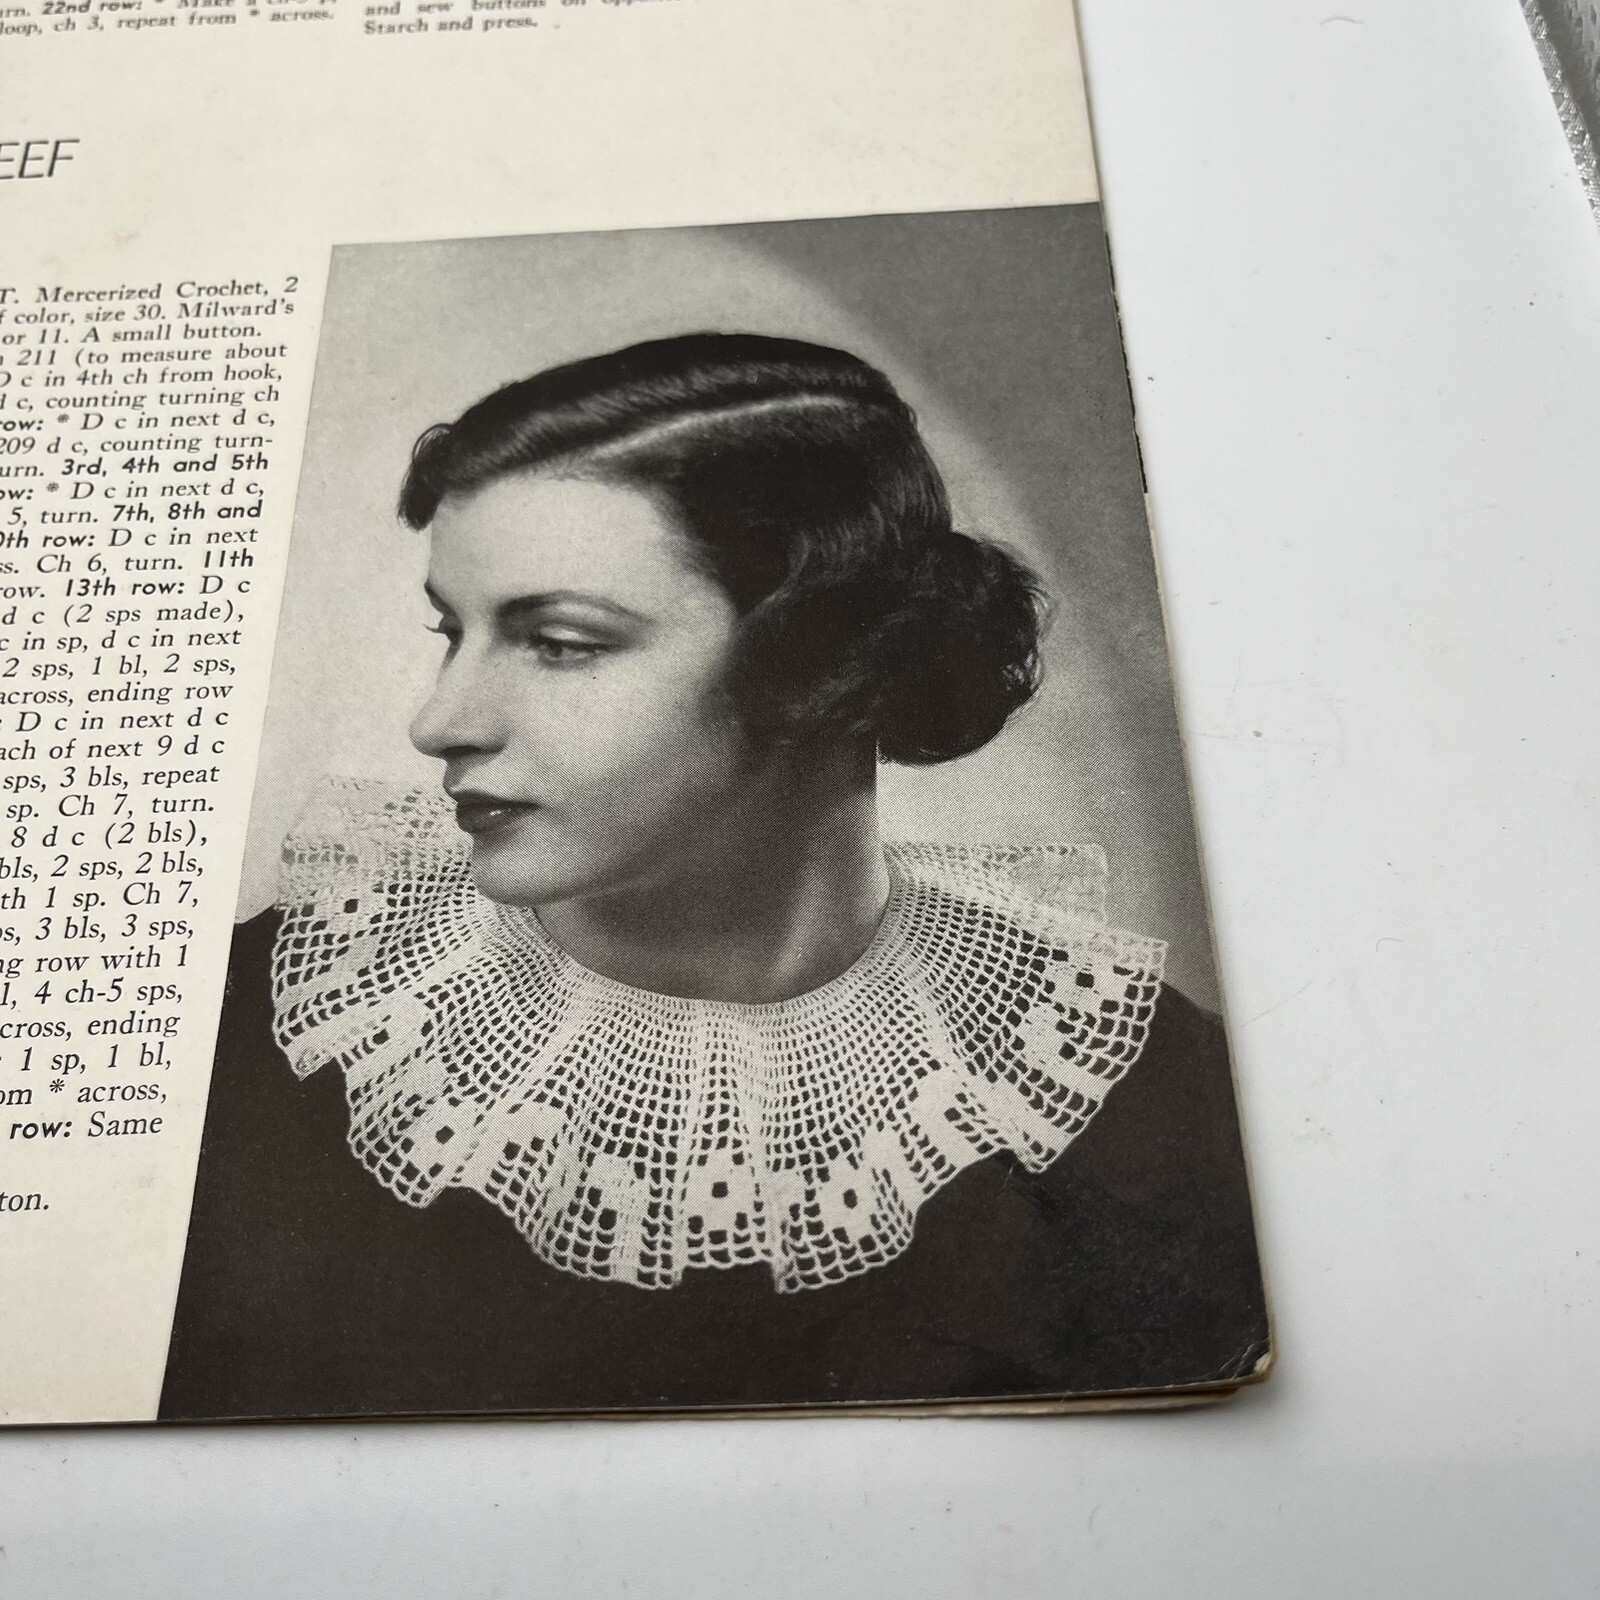 22nd row: * Make a
loop, ch 3, repeat from * across.
and sew buttons on
Starch and press.
EEF
T. Mercerized Crochet, 2
f color, size 30. Milward's
or 11. A small button.
211 (to measure about
D c in 4th ch from hook,
d c, counting turning ch
row: * D c in next d c,
209 d c, counting turn-
urn. 3rd, 4th and 5th
ow: * D c in next d c,
5, turn. 7th, 8th and
0th row: D c in next
s. Ch 6, turn. 11th
row. 13th row: D c
d c (2 sps made),
c in sp, d c in next
2 sps, 1 bl, 2 sps,
across, ending row
: D c in next d c
ach of next 9 d c
sps, 3 bls, repeat
sp. Ch 7, turn.
8 d c (2 bls),
bls, 2 sps, 2 bls,
th 1 sp. Ch 7,
ps, 3 bls, 3 sps,
ng row with 1
l, 4 ch-5 sps,
cross, ending
: 1 sp, 1 bl,
om * across,
row: Same
ton.